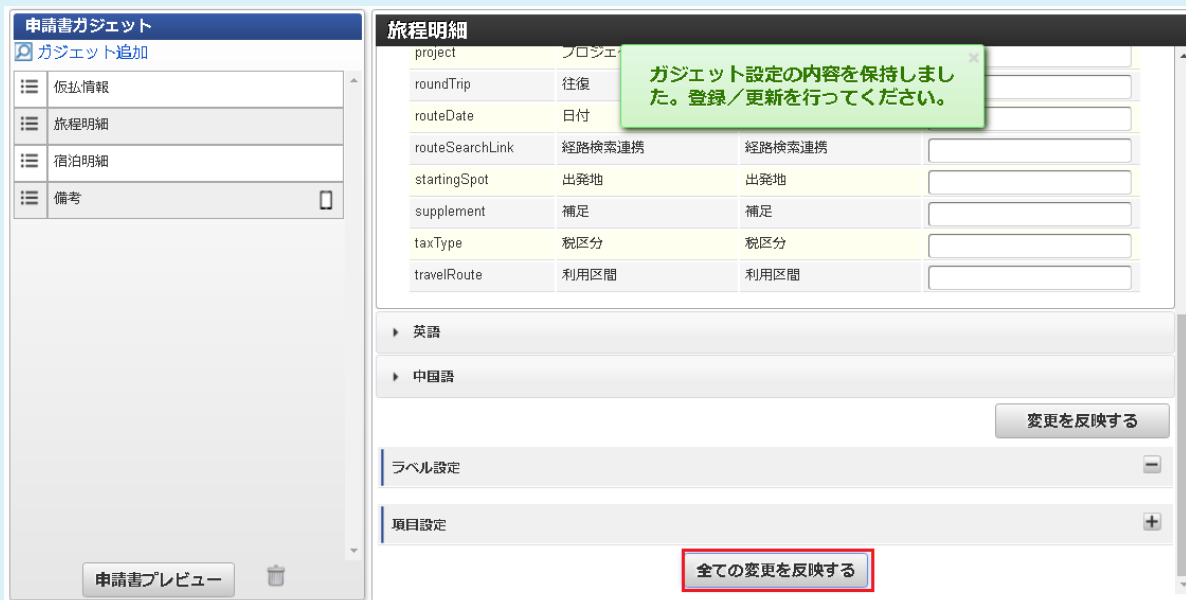 申請書ガジェット
ガジェット追加
仮払情報
旅程明細
宿泊明細
備考
申請書プレビュー
旅程明細
project プロジェ
ガジェット設定の内容を保持しまし
た。登録／更新を行ってください。
roundTrip 往復
routeDate 日付
routeSearchLink 経路検索連携 経路検索連携
startingSpot 出発地 出発地
supplement 補足 補足
taxType 税区分 税区分
travelRoute 利用区間 利用区間
英語
中国語
変更を反映する
ラベル設定
項目設定
全ての変更を反映する